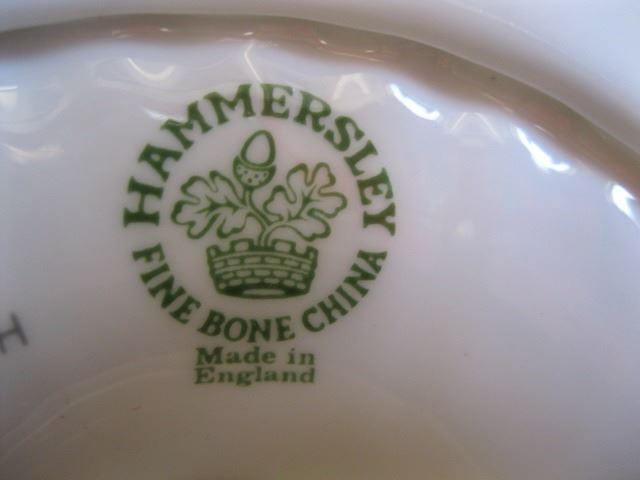 HAMMERSLEY
FINE BONE CHINA
Made in
England
H